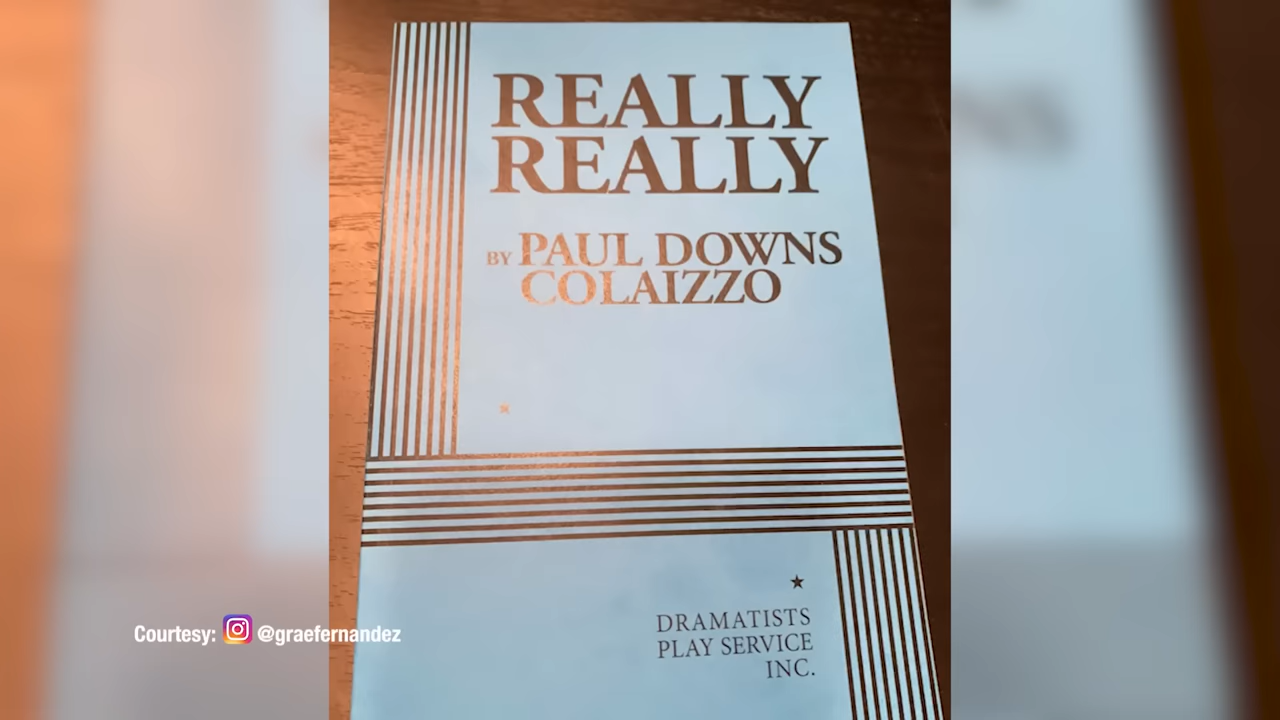 REALLY
REALLY
BY PAUL DOWNS
COLAIZZO
DRAMATISTS
PLAY SERVICE
INC.
Courtesy: @graefernandez